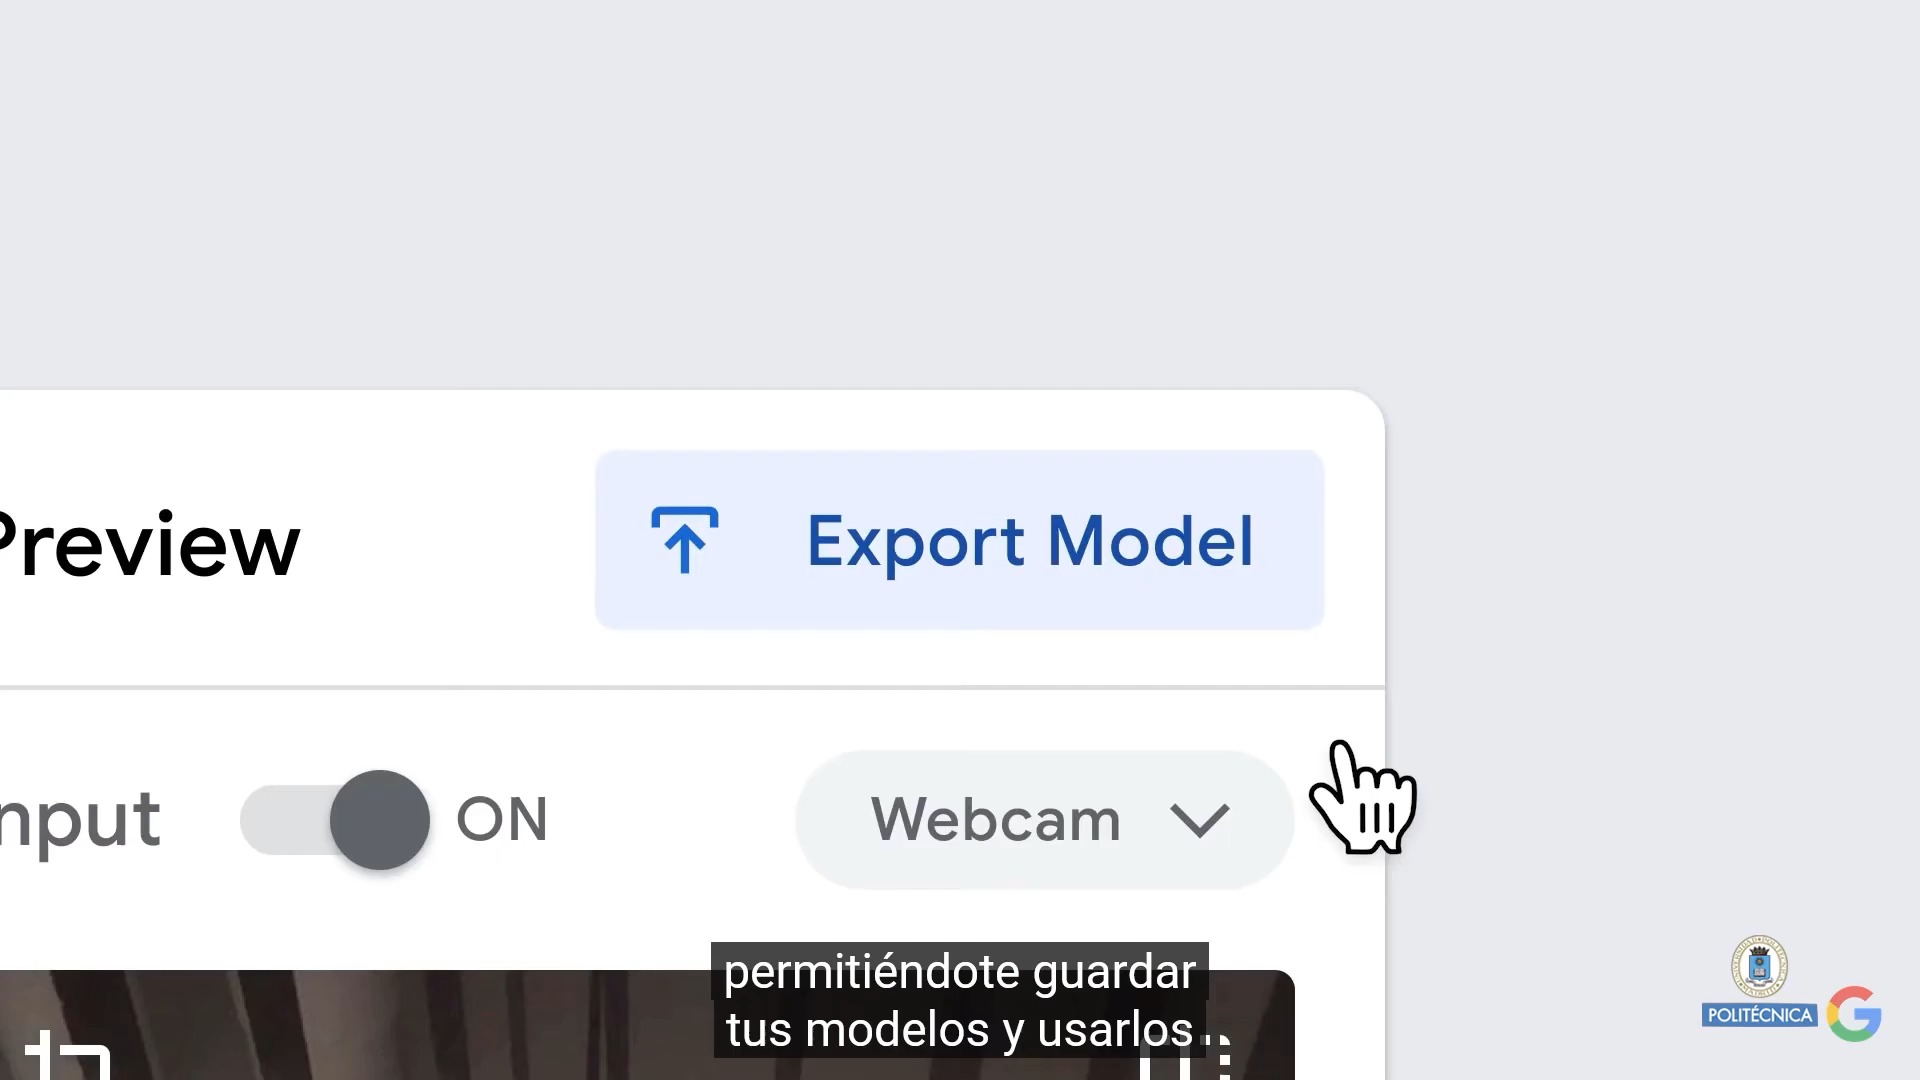 Preview
Export Model
nput
ON
Webcam
permitiéndote guardar
tus modelos y usarlos
POLITÉCNICA
G